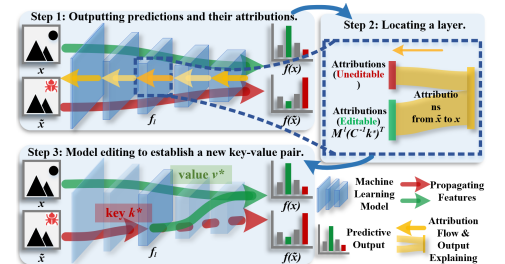 Step 1: Outputting predictions and their attributions.
x
x̃
f_l
f(x)
f(x̃)
Step 2: Locating a layer.
Attributions
(Uneditable
)
Attributions
(Editable)
M^l(C^-1k*)^T
Attributio
ns
from x̃ to x
Step 3: Model editing to establish a new key-value pair.
value v*
key k*
x
x̃
f_l
f(x)
f(x̃)
Machine
Learning
Model
Propagating
Features
Predictive
Output
Attribution
Flow &
Output
Explaining